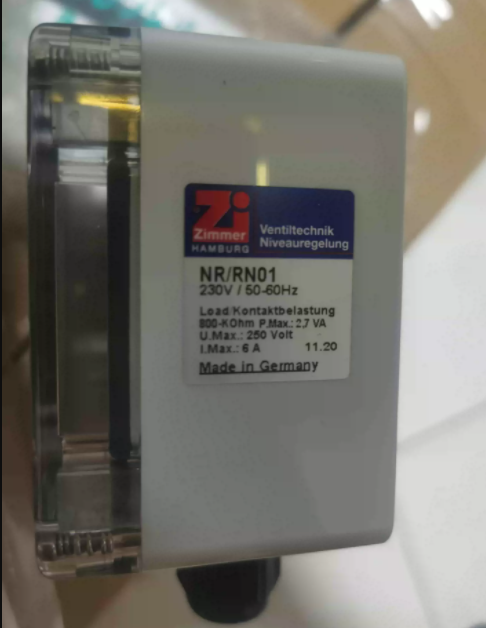 Zi
Zimmer
HAMBURG
Ventiltechnik
Niveauregelung
NR/RN01
230V / 50-60Hz
Load/Kontaktbelastung
800-KOhm P.Max.: 2,7 VA
U.Max.: 250 Volt
I.Max.: 6 A 11.20
Made in Germany